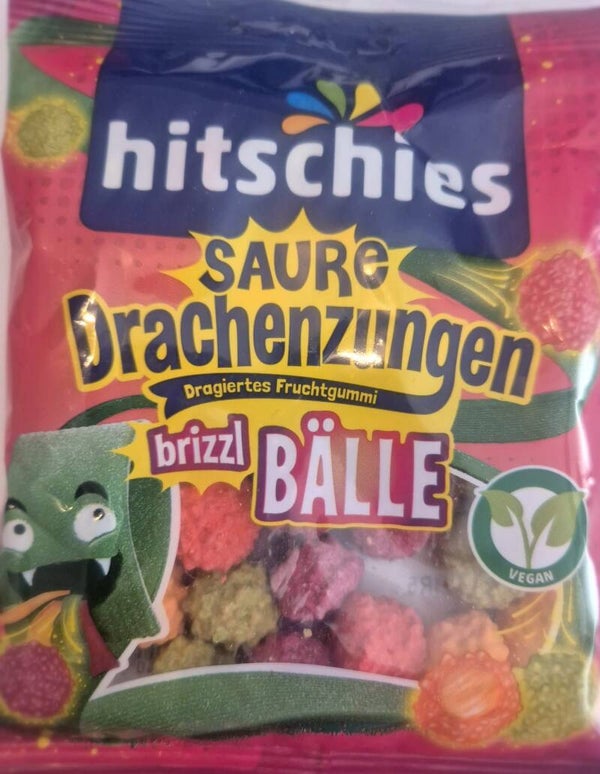 hitschies
SAURe
Drachenzungen
Dragiertes Fruchtgummi
brizzl
BÄLLE
VEGAN